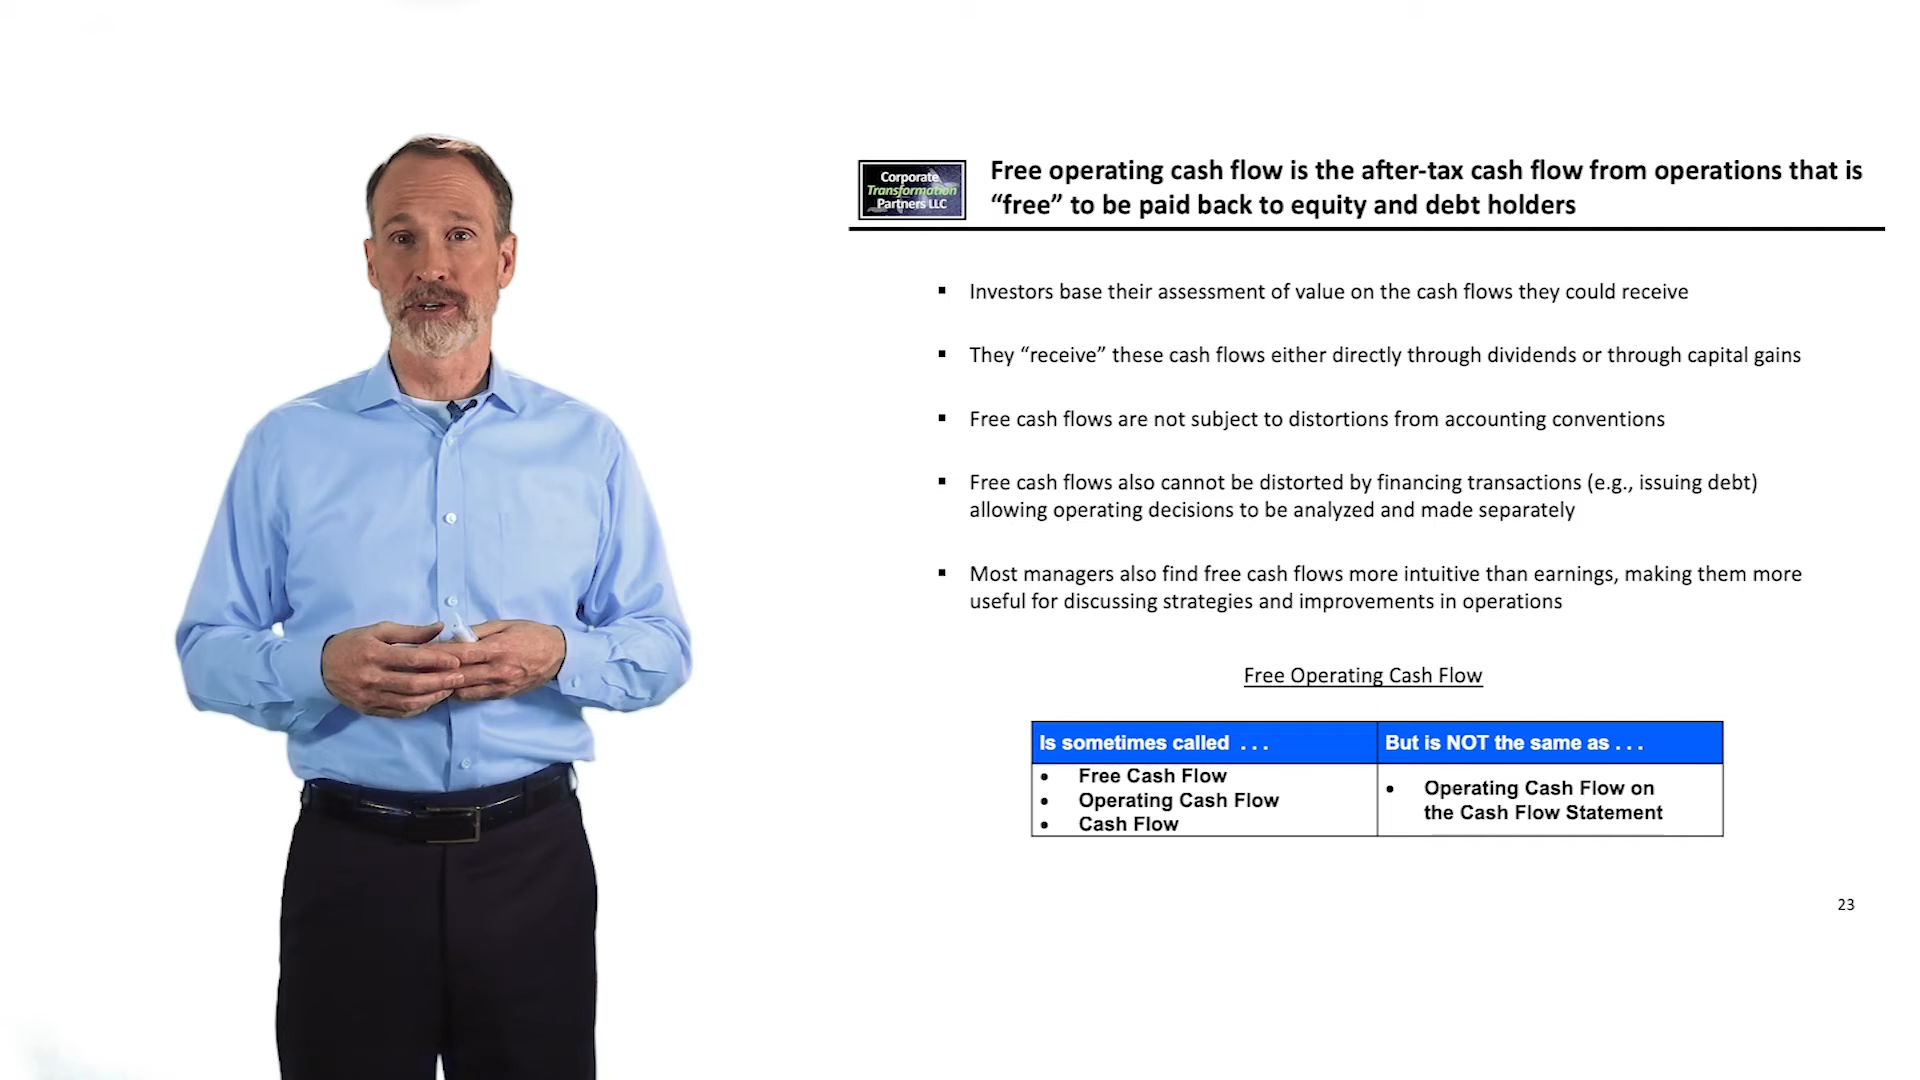 Corporate
Transformation
Partners LLC
Free operating cash flow is the after-tax cash flow from operations that is
“free” to be paid back to equity and debt holders
▪ Investors base their assessment of value on the cash flows they could receive
▪ They “receive” these cash flows either directly through dividends or through capital gains
▪ Free cash flows are not subject to distortions from accounting conventions
▪ Free cash flows also cannot be distorted by financing transactions (e.g., issuing debt)
allowing operating decisions to be analyzed and made separately
▪ Most managers also find free cash flows more intuitive than earnings, making them more
useful for discussing strategies and improvements in operations
Free Operating Cash Flow
Is sometimes called . . .
• Free Cash Flow
• Operating Cash Flow
• Cash Flow
But is NOT the same as . . .
• Operating Cash Flow on
the Cash Flow Statement
23